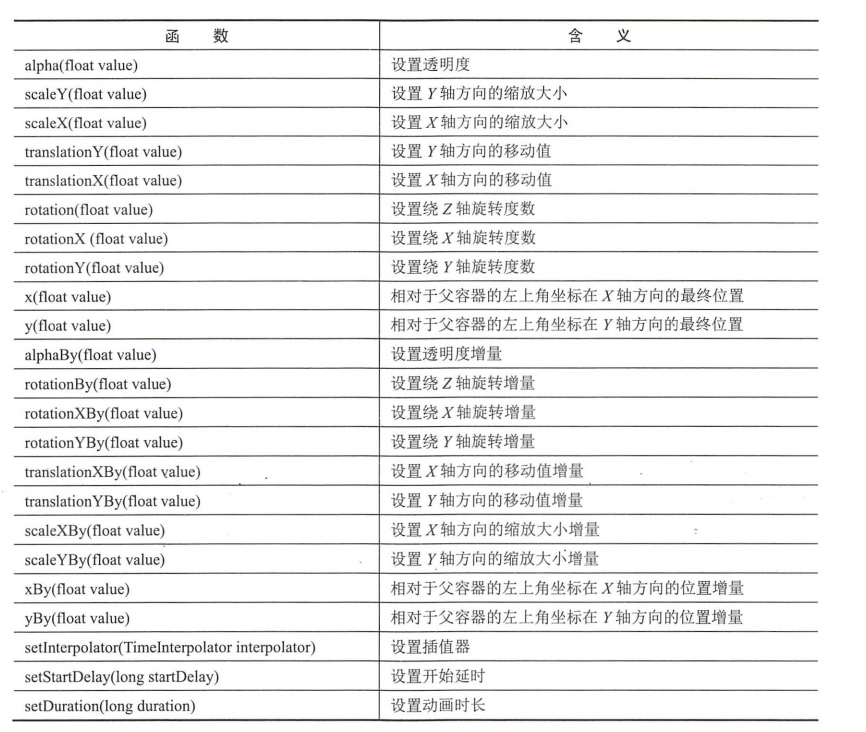 函 数 含 义
alpha(float value) 设置透明度
scaleY(float value) 设置 Y 轴方向的缩放大小
scaleX(float value) 设置 X 轴方向的缩放大小
translationY(float value) 设置 Y 轴方向的移动值
translationX(float value) 设置 X 轴方向的移动值
rotation(float value) 设置绕 Z 轴旋转度数
rotationX (float value) 设置绕 X 轴旋转度数
rotationY(float value) 设置绕 Y 轴旋转度数
x(float value) 相对于父容器的左上角坐标在 X 轴方向的最终位置
y(float value) 相对于父容器的左上角坐标在 Y 轴方向的最终位置
alphaBy(float value) 设置透明度增量
rotationBy(float value) 设置绕 Z 轴旋转增量
rotationXBy(float value) 设置绕 X 轴旋转增量
rotationYBy(float value) 设置绕 Y 轴旋转增量
translationXBy(float value) 设置 X 轴方向的移动值增量
translationYBy(float value) 设置 Y 轴方向的移动值增量
scaleXBy(float value) 设置 X 轴方向的缩放大小增量
scaleYBy(float value) 设置 Y 轴方向的缩放大小增量
xBy(float value) 相对于父容器的左上角坐标在 X 轴方向的位置增量
yBy(float value) 相对于父容器的左上角坐标在 Y 轴方向的位置增量
setInterpolator(TimeInterpolator interpolator) 设置插值器
setStartDelay(long startDelay) 设置开始延时
setDuration(long duration) 设置动画时长